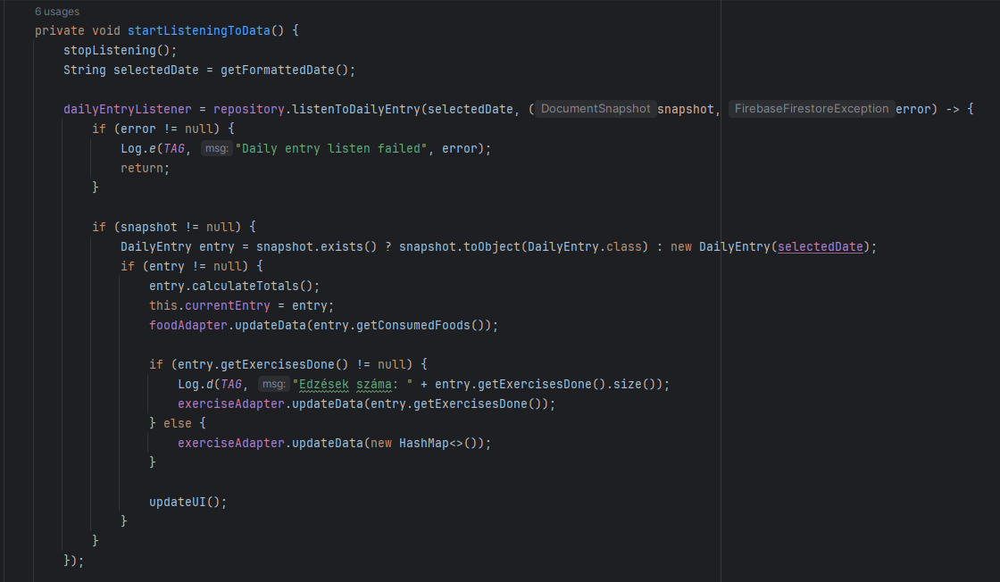 6 usages
private void startListeningToData() {
stopListening();
String selectedDate = getFormattedDate();
dailyEntryListener = repository.listenToDailyEntry(selectedDate, ( DocumentSnapshot snapshot, FirebaseFirestoreException error) -> {
if (error != null) {
Log.e(TAG, msg: "Daily entry listen failed", error);
return;
}
if (snapshot != null) {
DailyEntry entry = snapshot.exists() ? snapshot.toObject(DailyEntry.class) : new DailyEntry(selectedDate);
if (entry != null) {
entry.calculateTotals();
this.currentEntry = entry;
foodAdapter.updateData(entry.getConsumedFoods());
if (entry.getExercisesDone() != null) {
Log.d(TAG, msg: "Edzések száma: " + entry.getExercisesDone().size());
exerciseAdapter.updateData(entry.getExercisesDone());
} else {
exerciseAdapter.updateData(new HashMap<>());
}
updateUI();
}
}
});